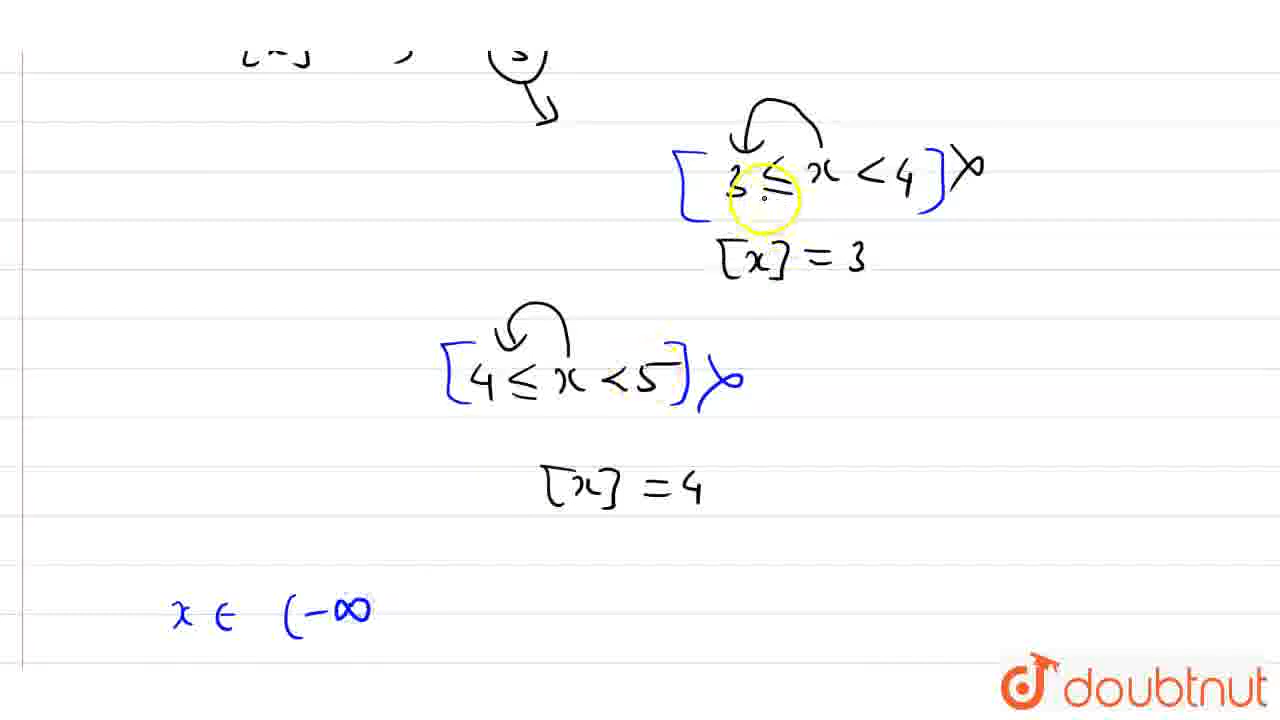 [3 ≤ x < 4]
[x] = 3
[4 ≤ x < 5]
[x] = 4
x ∈ (-∞
doubtnut